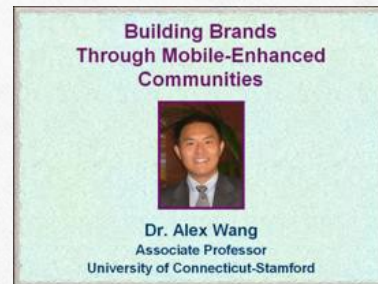 Building Brands
Through Mobile-Enhanced
Communities
Dr. Alex Wang
Associate Professor
University of Connecticut-Stamford